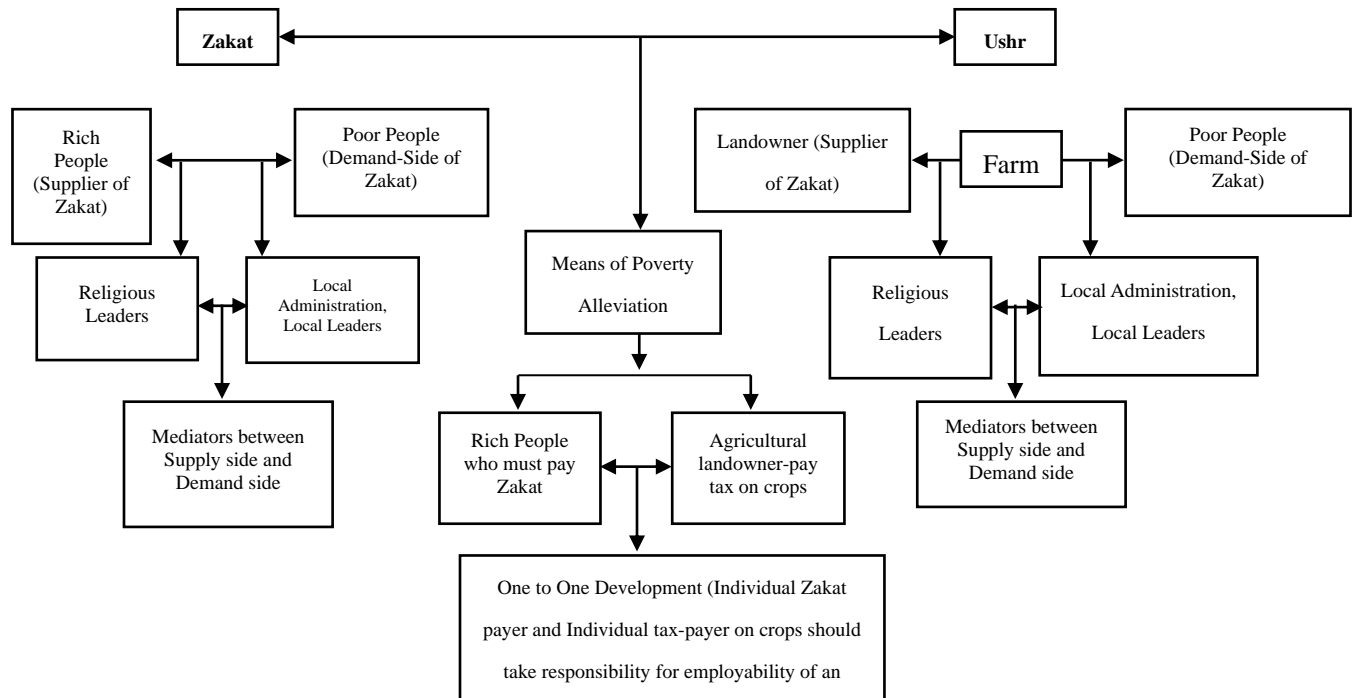 Zakat
Ushr
Rich
People
(Supplier of
Zakat)
Poor People
(Demand-Side of
Zakat)
Landowner (Supplier
of Zakat)
Farm
Poor People
(Demand-Side of
Zakat)
Religious
Leaders
Local
Administration,
Local Leaders
Means of Poverty
Alleviation
Religious
Leaders
Local Administration,
Local Leaders
Mediators between
Supply side and
Demand side
Rich People
who must pay
Zakat
Agricultural
landowner-pay
tax on crops
Mediators between
Supply side and
Demand side
One to One Development (Individual Zakat
payer and Individual tax-payer on crops should
take responsibility for employability of an